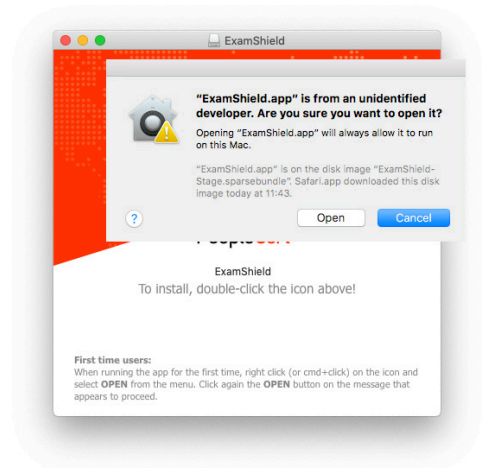 ExamShield
“ExamShield.app” is from an unidentified
developer. Are you sure you want to open it?
Opening “ExamShield.app” will always allow it to run
on this Mac.
“ExamShield.app” is on the disk image “ExamShield-
Stage.sparsebundle”. Safari.app downloaded this disk
image today at 11:43.
?
Open
Cancel
ExamShield
To install, double-click the icon above!
First time users:
When running the app for the first time, right click (or cmd+click) on the icon and
select OPEN from the menu. Click again the OPEN button on the message that
appears to proceed.